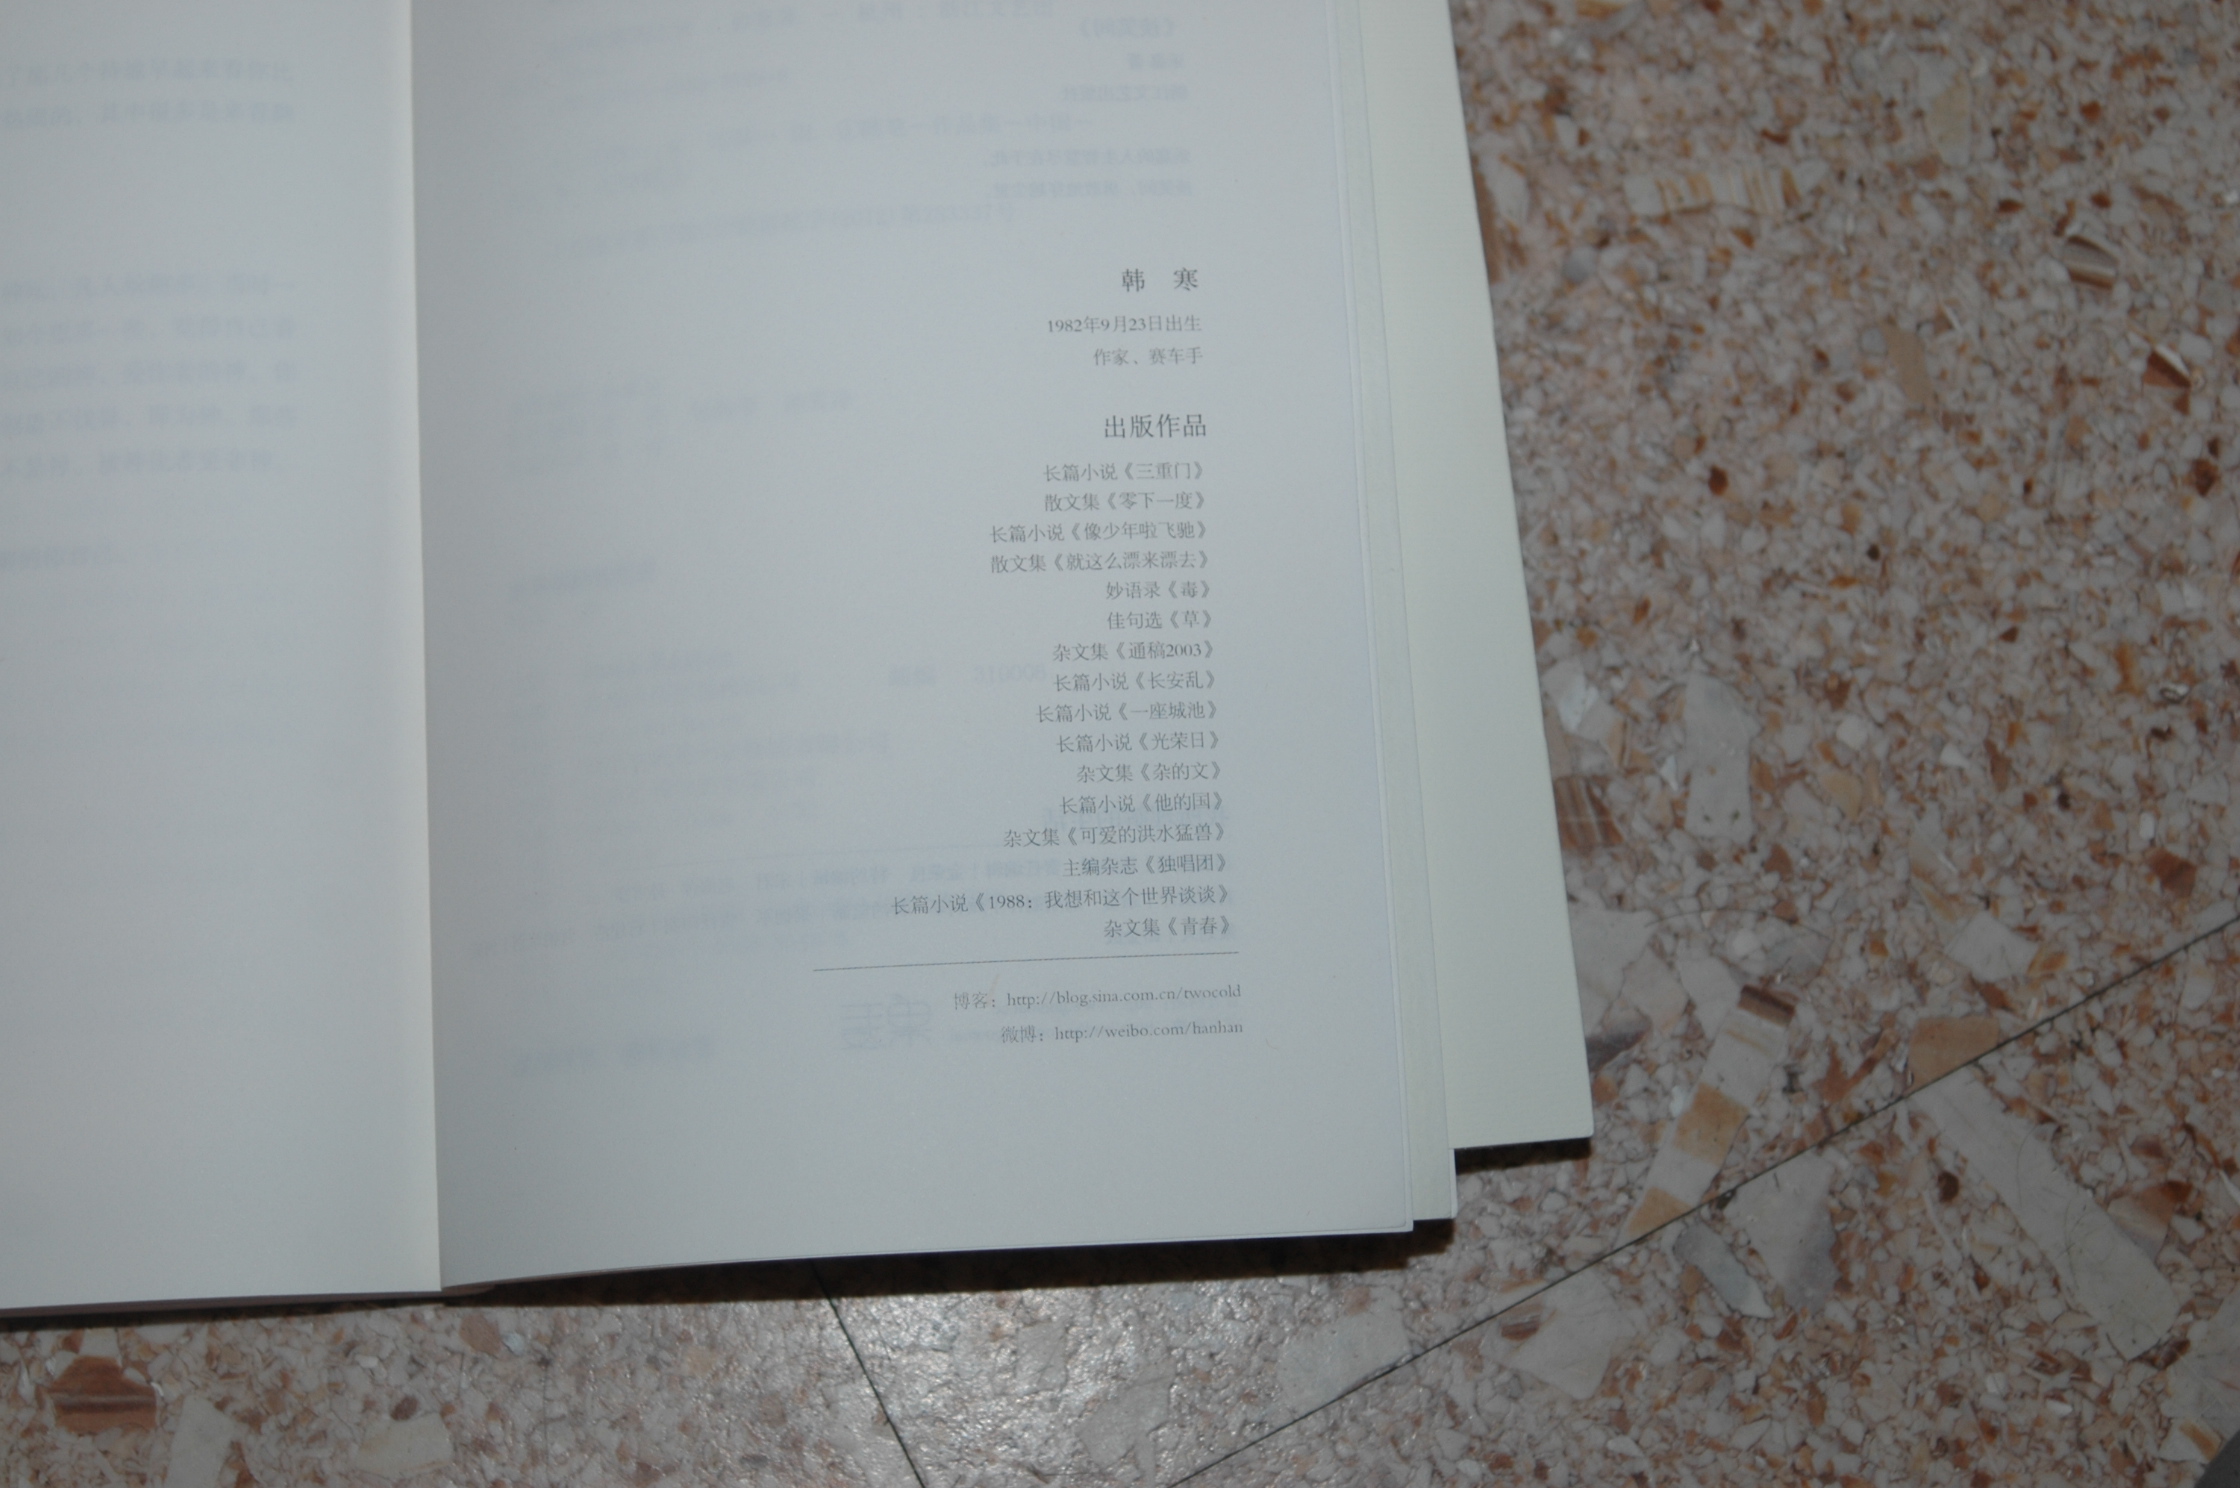 韩 寒
1982年9月23日出生
作家、赛车手
出版作品
长篇小说《三重门》
散文集《零下一度》
长篇小说《像少年啦飞驰》
散文集《就这么漂来漂去》
妙语录《毒》
佳句选《草》
杂文集《通稿2003》
长篇小说《长安乱》
长篇小说《一座城池》
长篇小说《光荣日》
杂文集《杂的文》
长篇小说《他的国》
杂文集《可爱的洪水猛兽》
主编杂志《独唱团》
长篇小说《1988：我想和这个世界谈谈》
杂文集《青春》
博客：http://blog.sina.com.cn/twocold
微博：http://weibo.com/hanhan